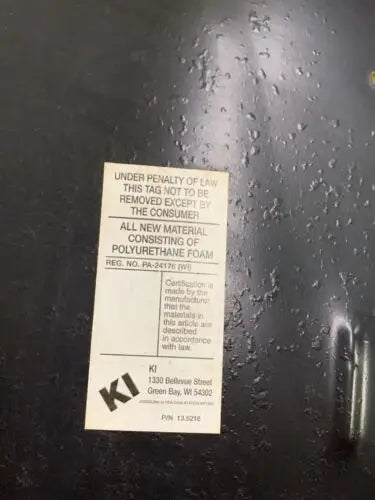 UNDER PENALTY OF LAW
THIS TAG NOT TO BE
REMOVED EXCEPT BY
THE CONSUMER
ALL NEW MATERIAL
CONSISTING OF
POLYURETHANE FOAM
REG. NO. PA-24176 (WI)
Certification is
made by the
manufacturer
that the
materials in
this article are
described
in accordance
with law.
KI
KI
1330 Bellevue Street
Green Bay, WI 54302
P/N 13.5216